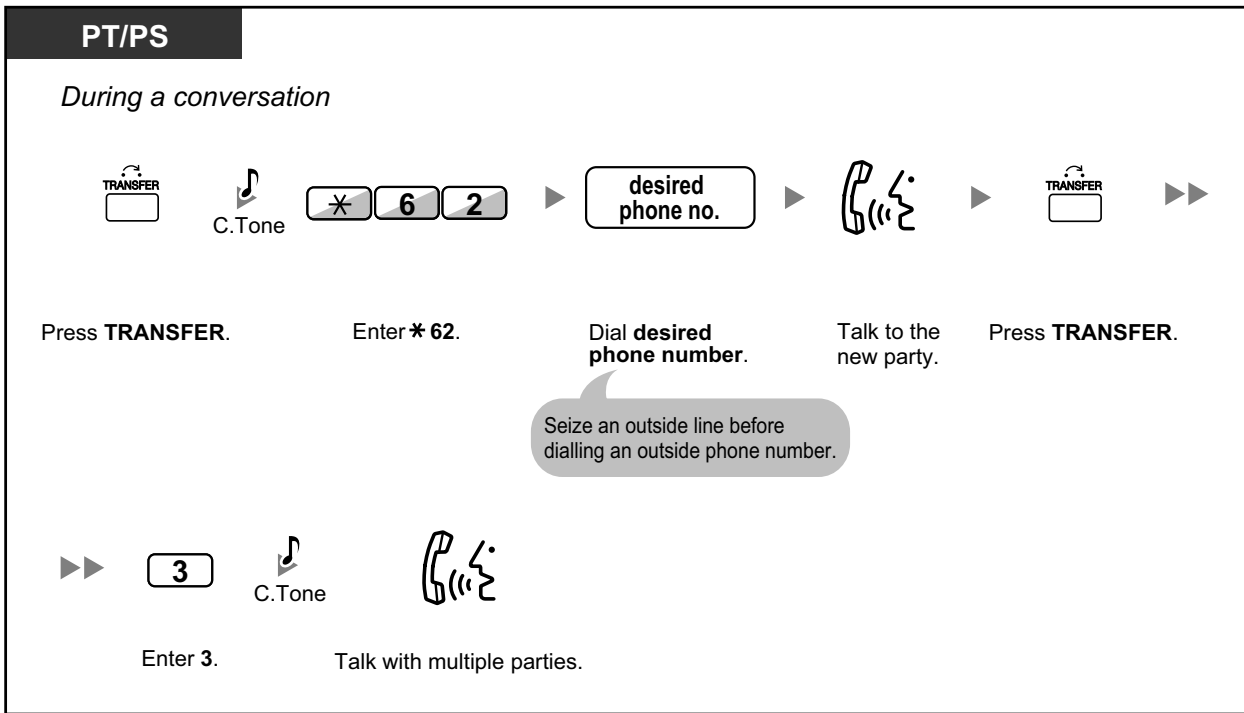 PT/PS
During a conversation
TRANSFER
C.Tone
* 6 2
desired
phone no.
TRANSFER
Press TRANSFER.
Enter * 62.
Dial desired
phone number.
Talk to the
new party.
Press TRANSFER.
Seize an outside line before
dialling an outside phone number.
3
C.Tone
Enter 3.
Talk with multiple parties.